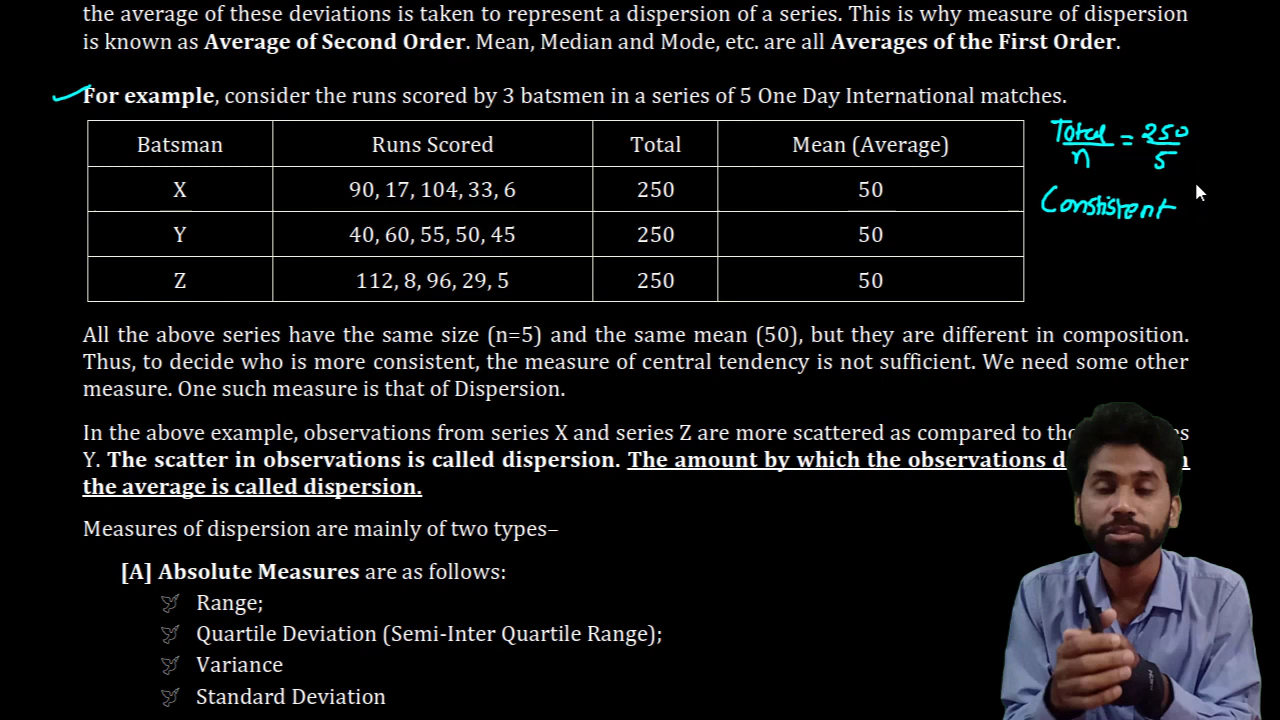 the average of these deviations is taken to represent a dispersion of a series. This is why measure of dispersion
is known as Average of Second Order. Mean, Median and Mode, etc. are all Averages of the First Order.
For example, consider the runs scored by 3 batsmen in a series of 5 One Day International matches.
Batsman Runs Scored Total Mean (Average)
X 90, 17, 104, 33, 6 250 50
Y 40, 60, 55, 50, 45 250 50
Z 112, 8, 96, 29, 5 250 50
Total/n = 250/5
Constistent
All the above series have the same size (n=5) and the same mean (50), but they are different in composition.
Thus, to decide who is more consistent, the measure of central tendency is not sufficient. We need some other
measure. One such measure is that of Dispersion.
In the above example, observations from series X and series Z are more scattered as compared to
Y. The scatter in observations is called dispersion. The amount by which the observations
the average is called dispersion.
Measures of dispersion are mainly of two types–
[A] Absolute Measures are as follows:
Range;
Quartile Deviation (Semi-Inter Quartile Range);
Variance
Standard Deviation